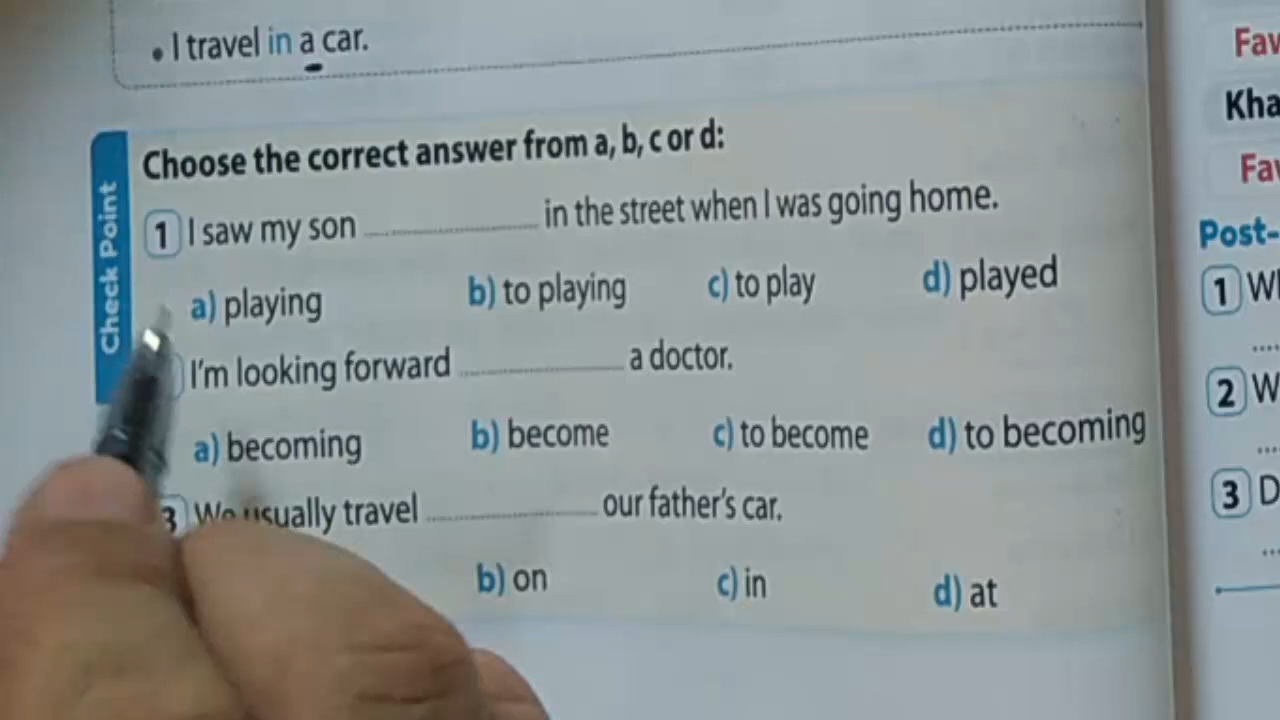 • I travel in a car.
Check Point
Choose the correct answer from a, b, c or d:
1 I saw my son ............ in the street when I was going home.
a) playing b) to playing c) to play d) played
I'm looking forward ............ a doctor.
a) becoming b) become c) to become d) to becoming
3 We usually travel ............ our father's car.
b) on c) in d) at
Kha
Post-
1
2
3